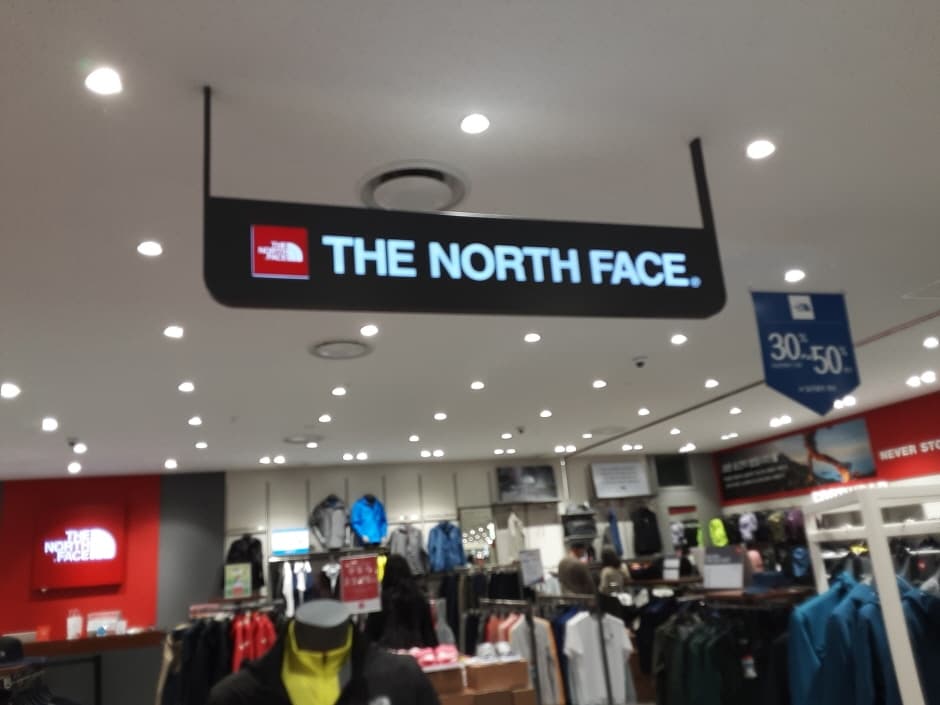 THE
NORTH
FACE
THE NORTH FACE
30% 50%
NEVER STO
THE
NORTH
FACE